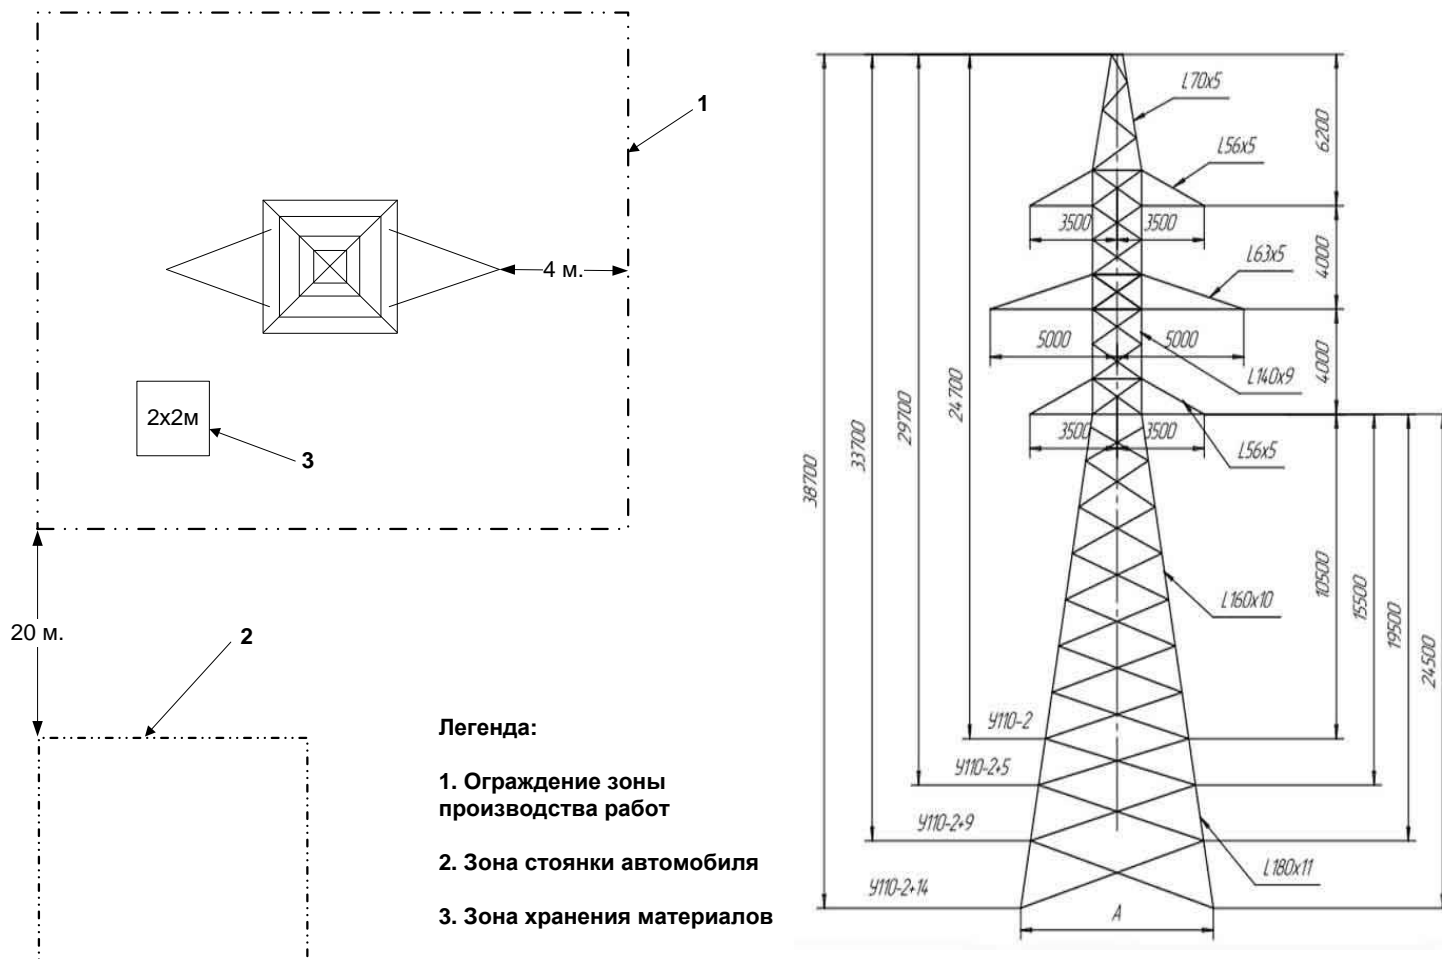 1
4 м.
2х2м
3
20 м.
2
Легенда:
1. Ограждение зоны
производства работ
2. Зона стоянки автомобиля
3. Зона хранения материалов
L70x5
L56x5
6200
3500
3500
L63x5
4000
5000
5000
L140x9
4000
3500
3500
L56x5
38700
33700
29700
24700
L160x10
10500
15500
19500
24500
У110-2
У110-2+5
У110-2+9
У110-2+14
L180x11
А